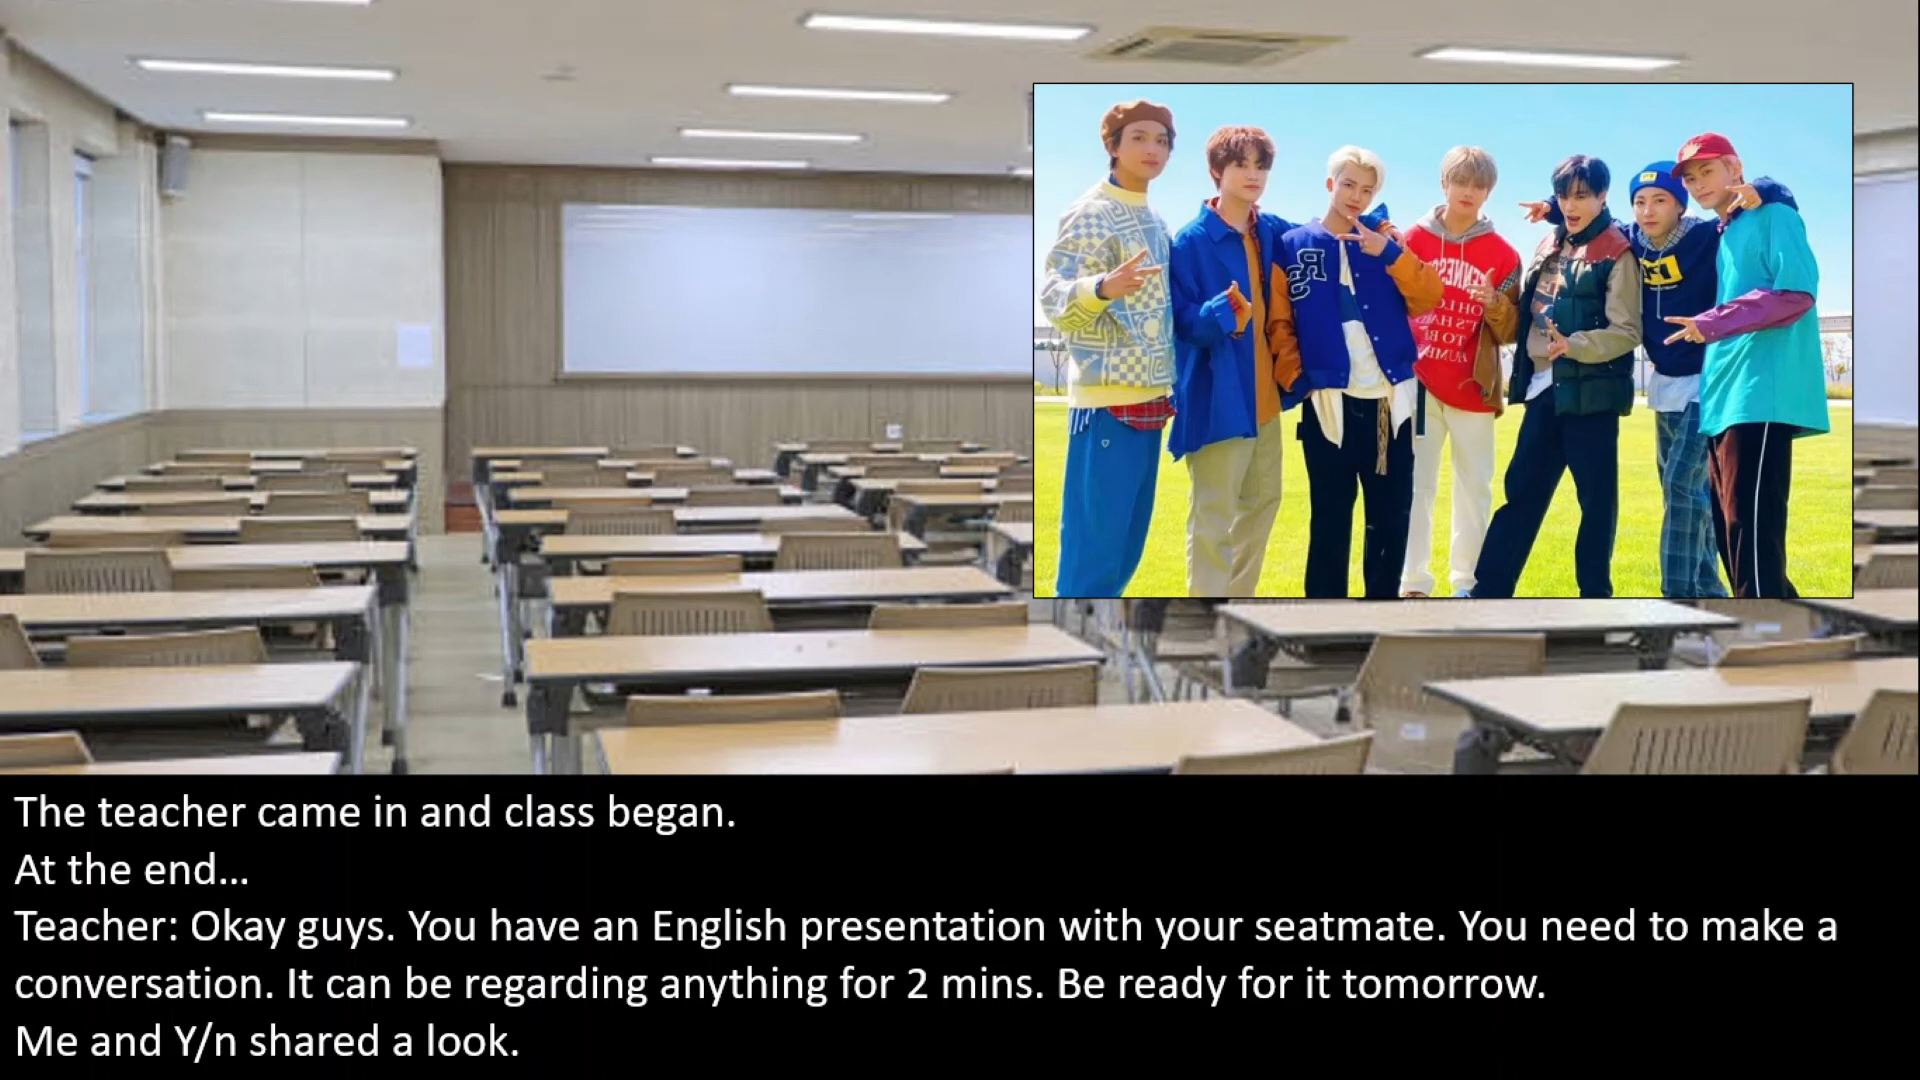 The teacher came in and class began.
At the end…
Teacher: Okay guys. You have an English presentation with your seatmate. You need to make a
conversation. It can be regarding anything for 2 mins. Be ready for it tomorrow.
Me and Y/n shared a look.